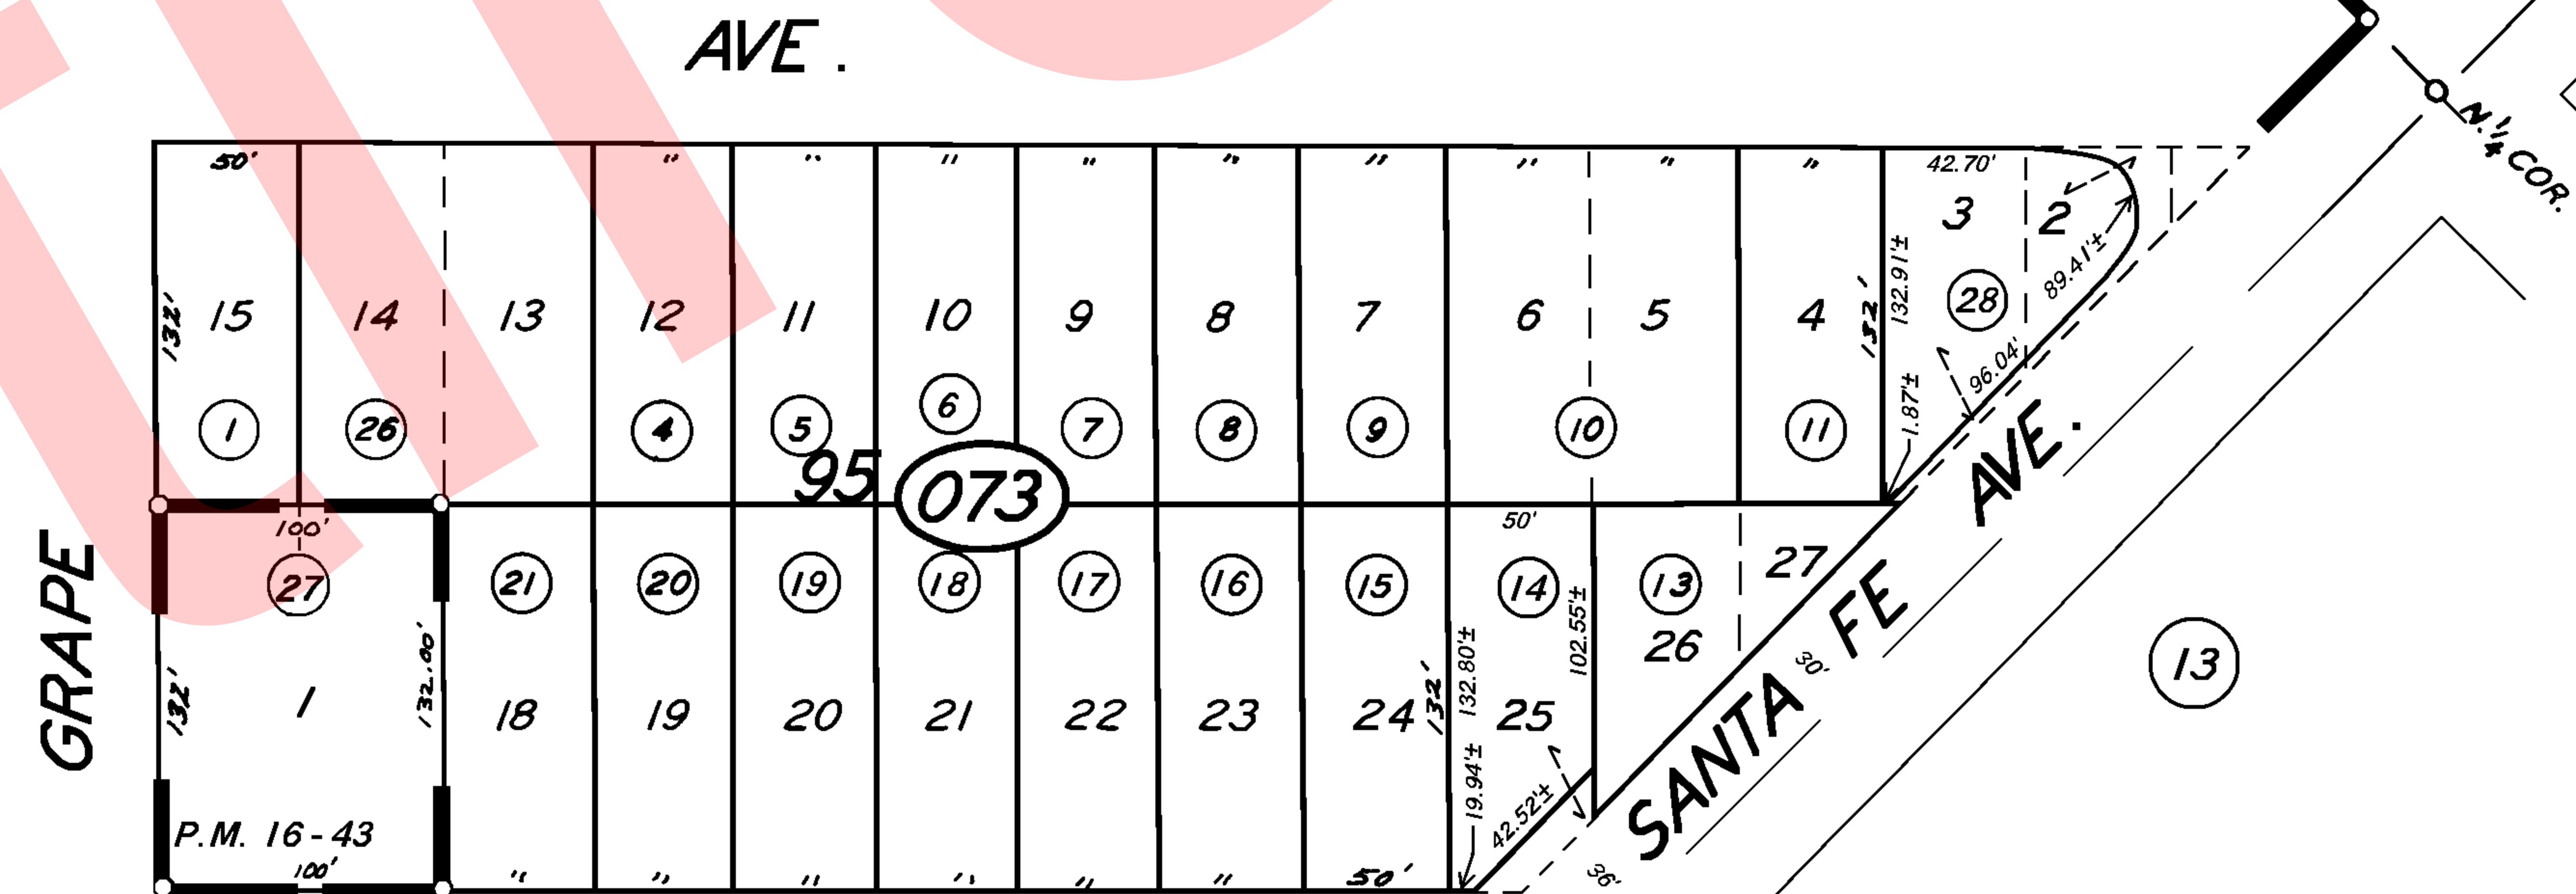 AVE .
N. 1/4 COR.
50' " " " " " " " " " 42.70'
132' 15 14 13 12 11 10 9 8 7 6 5 4 132' 132.91'± 3 2
28 89.41'±
96.04'
1.87'±
1 26 4 5 6 7 8 9 10 11
95 073
AVE.
GRAPE
100' 50'
27 21 20 19 18 17 16 15 14 13 27
132' 132.00' 132' 132.80'± 102.55'± 26
1 18 19 20 21 22 23 24 25
30'
SANTA FE
13
19.94'± 42.52'±
P.M. 16-43
100' " " " " " " 50' 36'